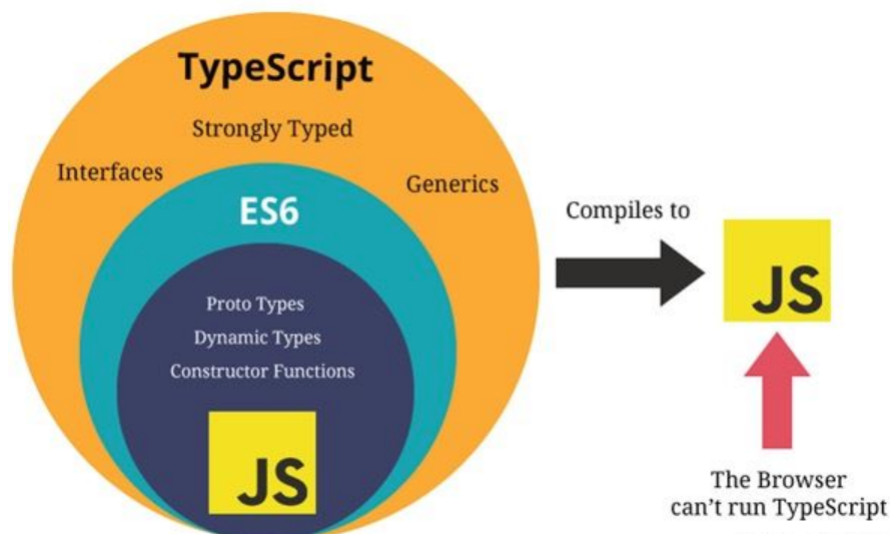 TypeScript
Strongly Typed
Interfaces
Generics
ES6
Proto Types
Dynamic Types
Constructor Functions
JS
Compiles to
JS
The Browser
can't run TypeScript